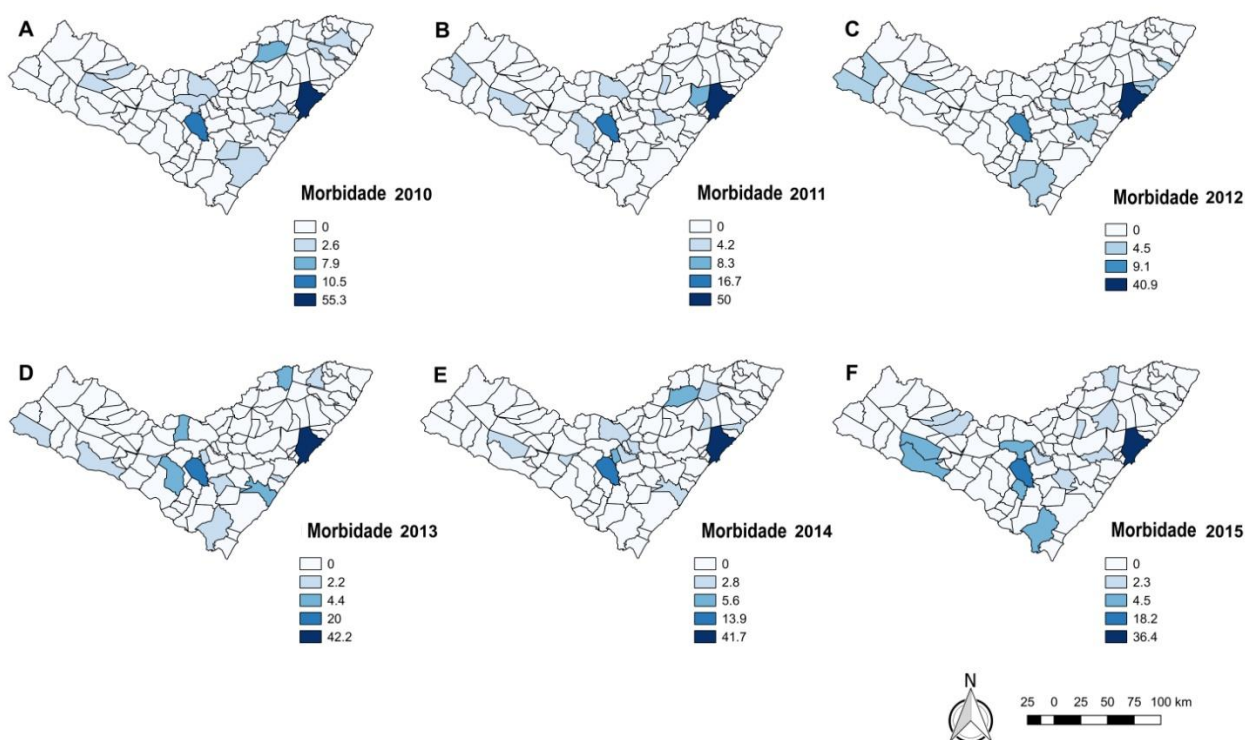 A
Morbidade 2010
0
2.6
7.9
10.5
55.3
B
Morbidade 2011
0
4.2
8.3
16.7
50
C
Morbidade 2012
0
4.5
9.1
40.9
D
Morbidade 2013
0
2.2
4.4
20
42.2
E
Morbidade 2014
0
2.8
5.6
13.9
41.7
F
Morbidade 2015
0
2.3
4.5
18.2
36.4
N
25 0 25 50 75 100 km